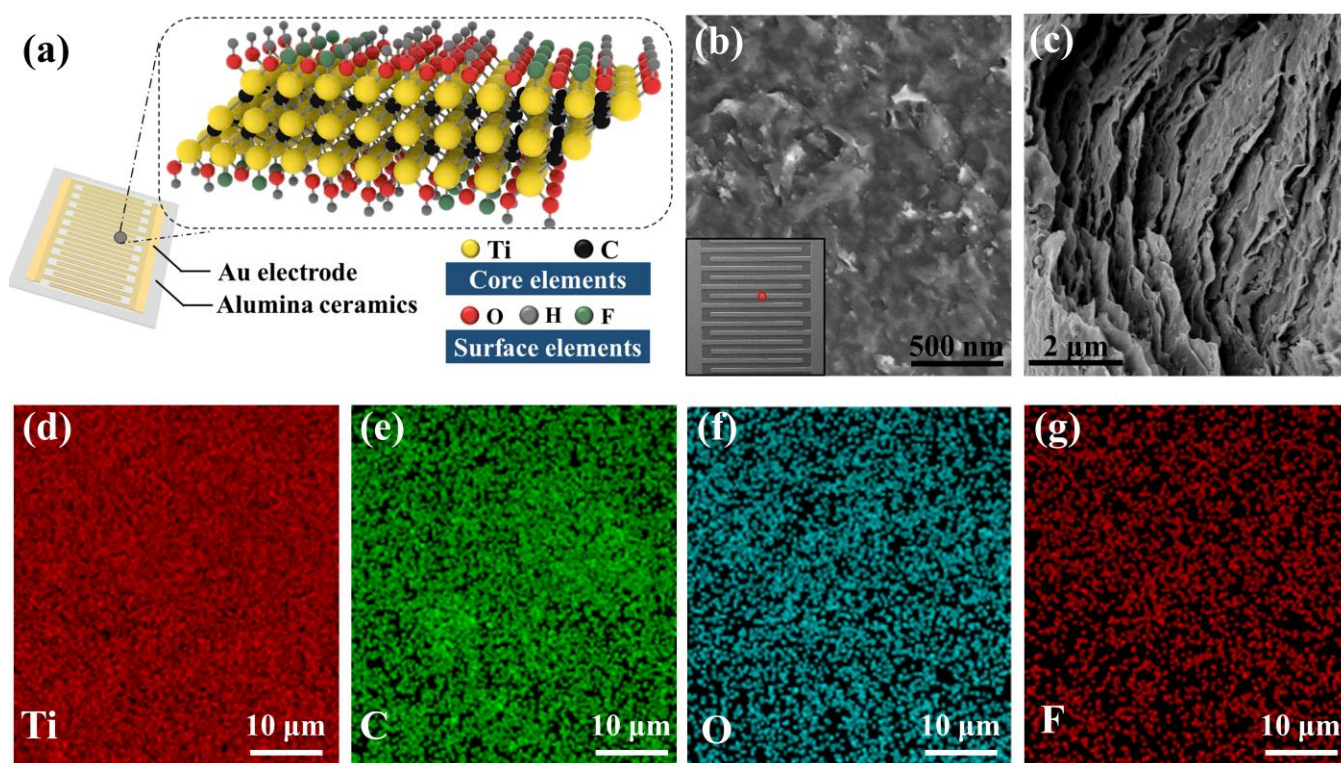 (a)
Au electrode
Alumina ceramics
Ti C
Core elements
O H F
Surface elements
(b)
500 nm
(c)
2 μm
(d)
Ti
10 μm
(e)
C
10 μm
(f)
O
10 μm
(g)
F
10 μm